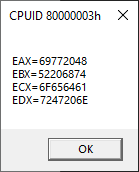 CPUID 80000003h
EAX=69772048
EBX=52206874
ECX=6F656461
EDX=7247206E
OK